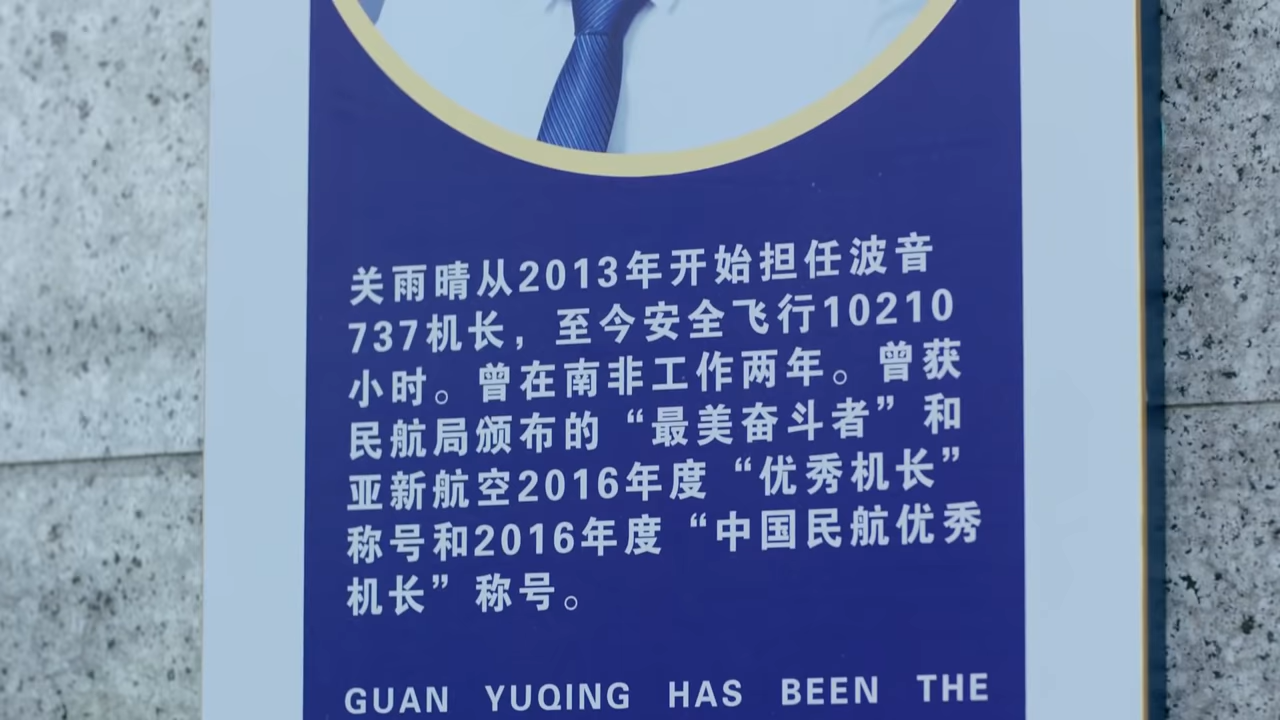 关雨晴从2013年开始担任波音
737机长，至今安全飞行10210
小时。曾在南非工作两年。曾获
民航局颁布的“最美奋斗者”和
亚新航空2016年度“优秀机长”
称号和2016年度“中国民航优秀
机长”称号。
GUAN YUQING HAS BEEN THE